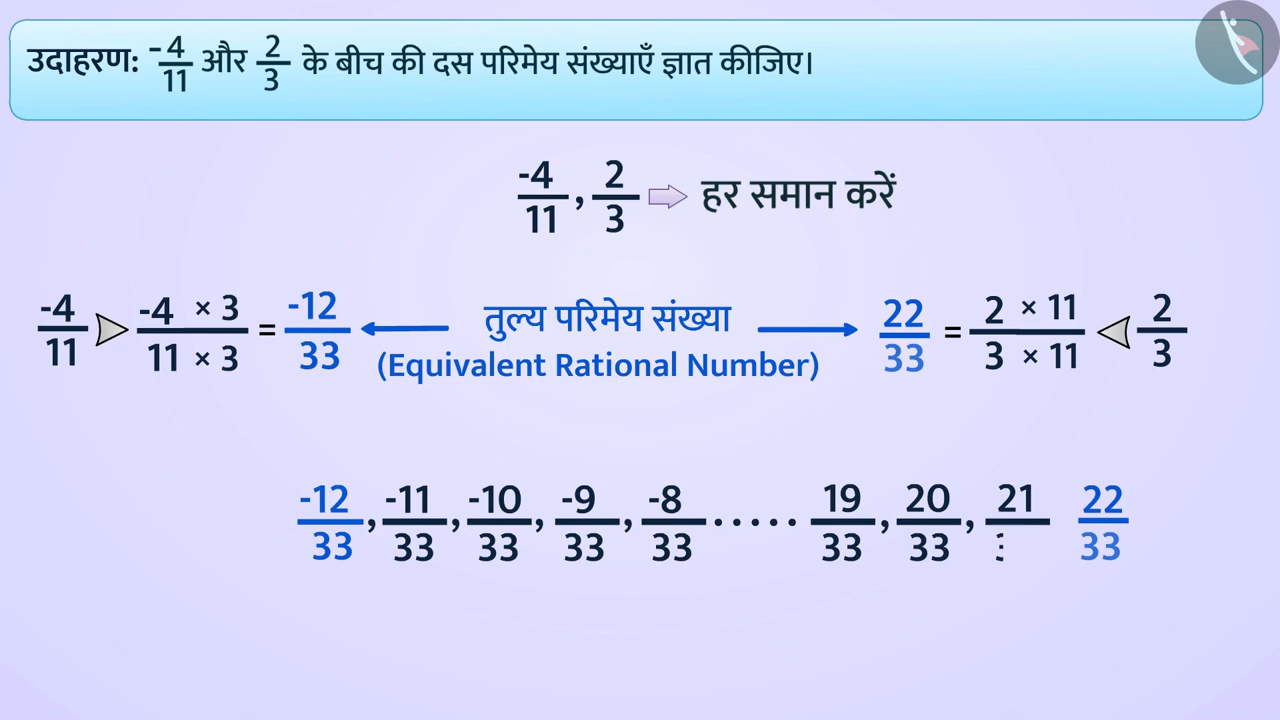 उदाहरण: -4/11 और 2/3 के बीच की दस परिमेय संख्याएँ ज्ञात कीजिए।
-4/11 , 2/3 ⇨ हर समान करें
-4/11 ➤ -4 × 3 / 11 × 3 = -12/33 ← तुल्य परिमेय संख्या → 22/33 = 2 × 11 / 3 × 11 ⮜ 2/3
(Equivalent Rational Number)
-12/33 , -11/33 , -10/33 , -9/33 , -8/33 ..... 19/33 , 20/33 , 21/ 22/33